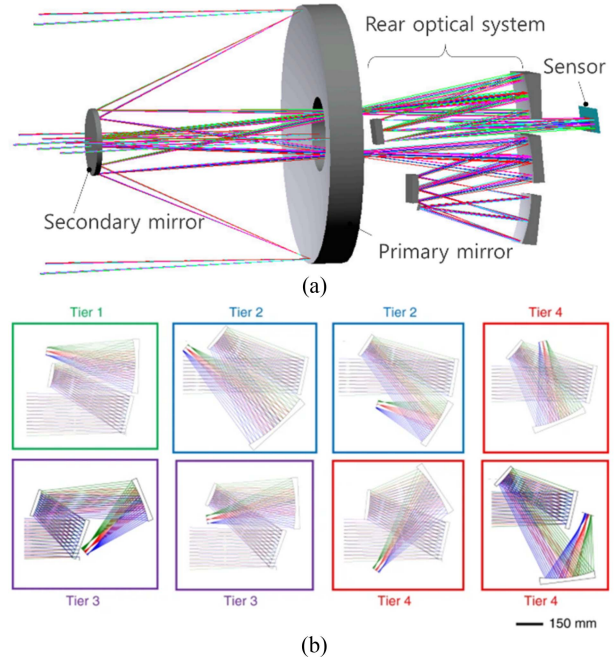 Rear optical system
Sensor
Secondary mirror
Primary mirror
(a)
Tier 1
Tier 2
Tier 2
Tier 4
Tier 3
Tier 3
Tier 4
Tier 4
150 mm
(b)